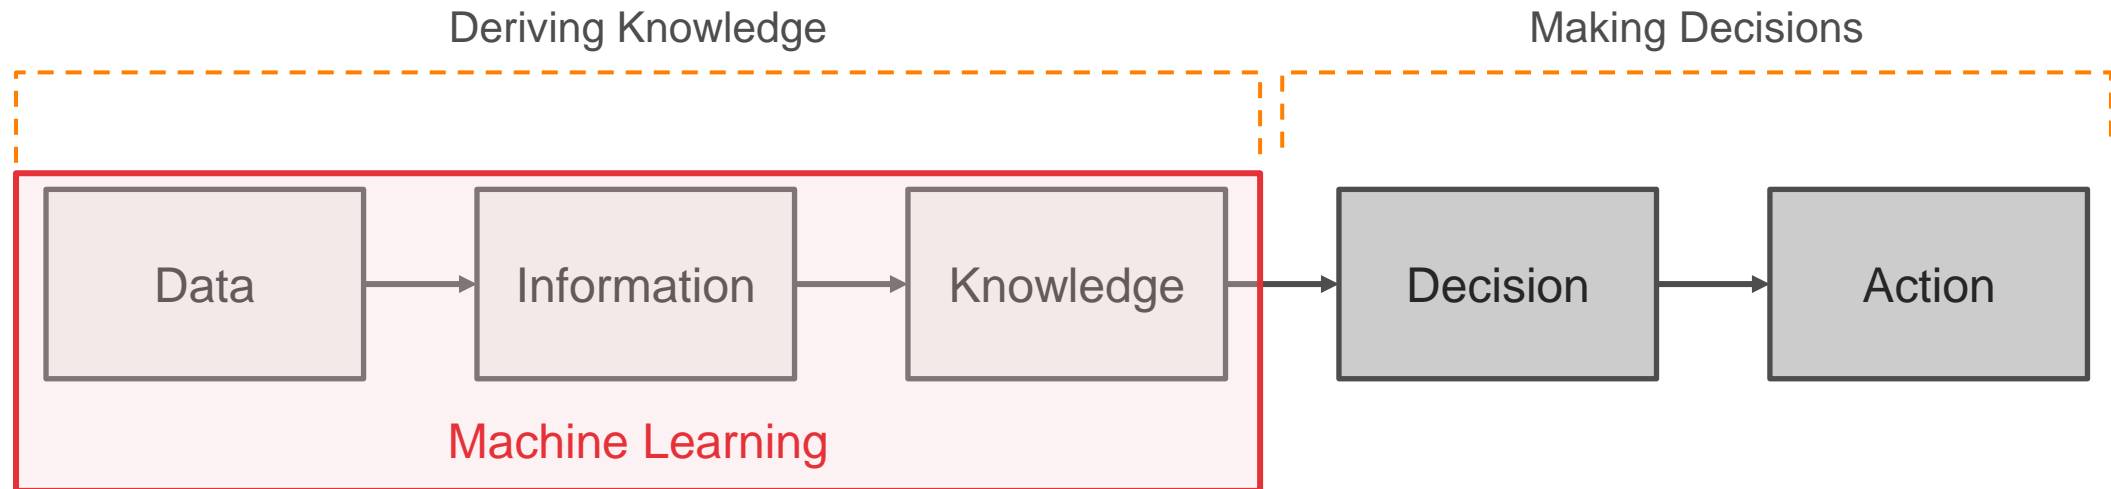 Deriving Knowledge
Making Decisions
Data
Information
Knowledge
Decision
Action
Machine Learning